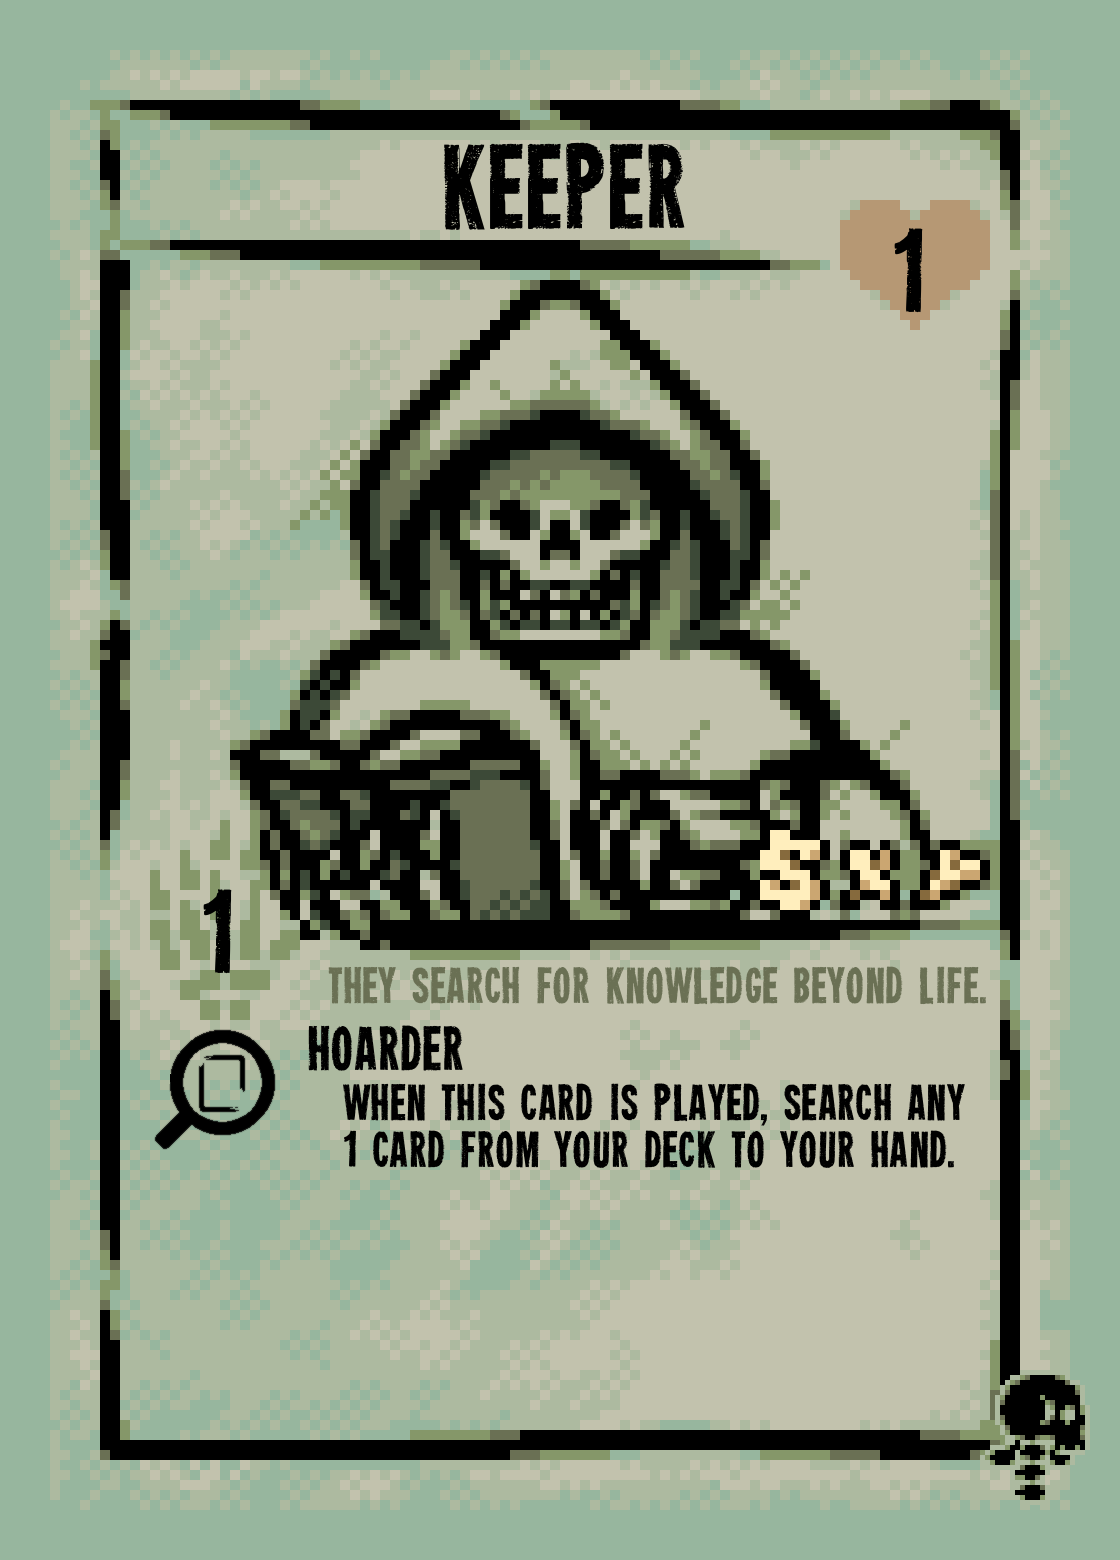 KEEPER
1
S x Y
1
THEY SEARCH FOR KNOWLEDGE BEYOND LIFE.
HOARDER
WHEN THIS CARD IS PLAYED, SEARCH ANY
1 CARD FROM YOUR DECK TO YOUR HAND.